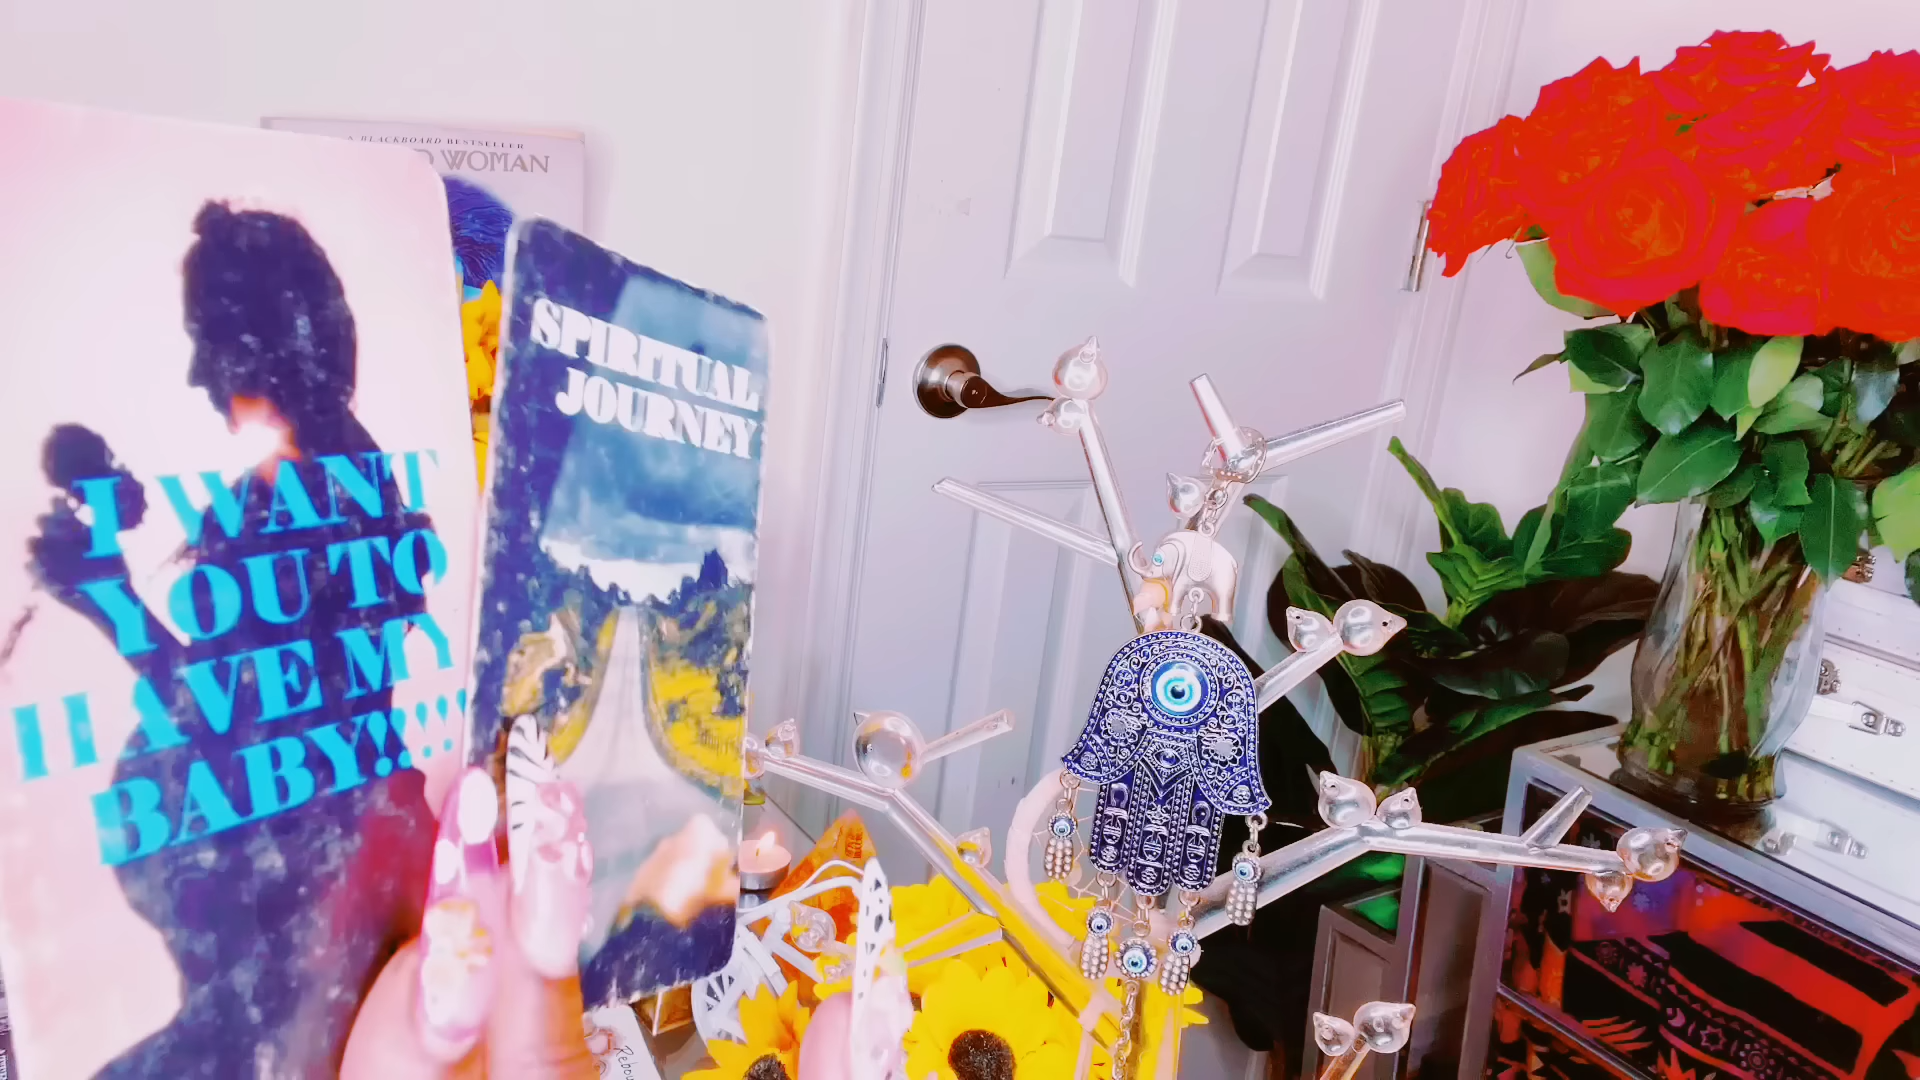 I WANT
YOU TO
HAVE MY
BABY!!!!!
A BLACKBOARD BESTSELLER
WOMAN
SPIRITUAL
JOURNEY